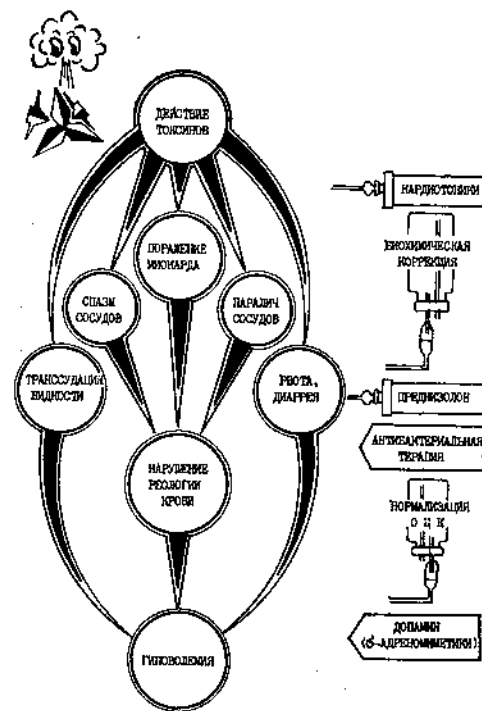 ДЕЙСТВИЕ
ТОКСИНОВ
ПОРАЖЕНИЕ
МИОКАРДА
СПАЗМ
СОСУДОВ
ПАРАЛИЧ
СОСУДОВ
ТРАНССУДАЦИЯ
ЖИДКОСТИ
РВОТА,
ДИАРРЕЯ
НАРУШЕНИЕ
РЕОЛОГИИ
КРОВИ
ГИПОВОЛЕМИЯ
КАРДИОТОНИКИ
БИОХИМИЧЕСКАЯ
КОРРЕКЦИЯ
ПРЕДНИЗОЛОН
АНТИБАКТЕРИАЛЬНАЯ
ТЕРАПИЯ
НОРМАЛИЗАЦИЯ
О Ц К
ДОПАМИН
(б-АДРЕНОМИМЕТИКИ)